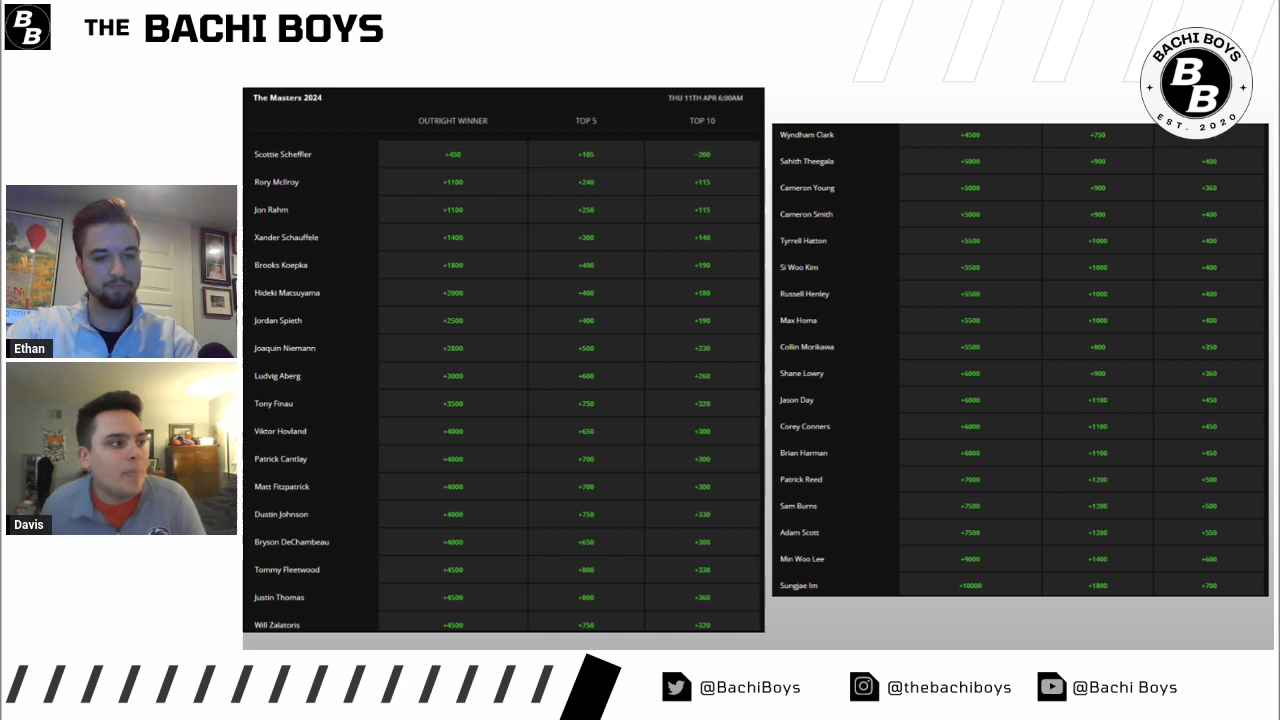 B
B
THE BACHI BOYS
BACHI BOYS
B
B
EST. 2020
The Masters 2024 THU 11TH APR 6:00AM
OUTRIGHT WINNER TOP 5 TOP 10
Scottie Scheffler +450 +105 -200
Rory McIlroy +1100 +240 +115
Jon Rahm +1100 +250 +115
Xander Schauffele +1400 +300 +140
Brooks Koepka +1800 +400 +190
Hideki Matsuyama +2000 +400 +180
Jordan Spieth +2500 +400 +190
Joaquin Niemann +2800 +500 +230
Ludvig Aberg +3000 +600 +260
Tony Finau +3500 +750 +320
Viktor Hovland +4000 +650 +300
Patrick Cantlay +4000 +700 +300
Matt Fitzpatrick +4000 +700 +300
Dustin Johnson +4000 +750 +330
Bryson DeChambeau +4000 +650 +300
Tommy Fleetwood +4500 +800 +330
Justin Thomas +4500 +800 +360
Will Zalatoris +4500 +750 +320
Wyndham Clark +4500 +750
Sahith Theegala +5000 +900 +400
Cameron Young +5000 +900 +360
Cameron Smith +5000 +900 +400
Tyrrell Hatton +5500 +1000 +400
Si Woo Kim +5500 +1000 +400
Russell Henley +5500 +1000 +400
Max Homa +5500 +1000 +400
Collin Morikawa +5500 +800 +350
Shane Lowry +6000 +900 +360
Jason Day +6000 +1100 +450
Corey Conners +6000 +1100 +450
Brian Harman +6000 +1100 +450
Patrick Reed +7000 +1200 +500
Sam Burns +7500 +1200 +500
Adam Scott +7500 +1200 +550
Min Woo Lee +9000 +1400 +600
Sungjae Im +10000 +1800 +700
Ethan
Davis
@BachiBoys
@thebachiboys
@Bachi Boys